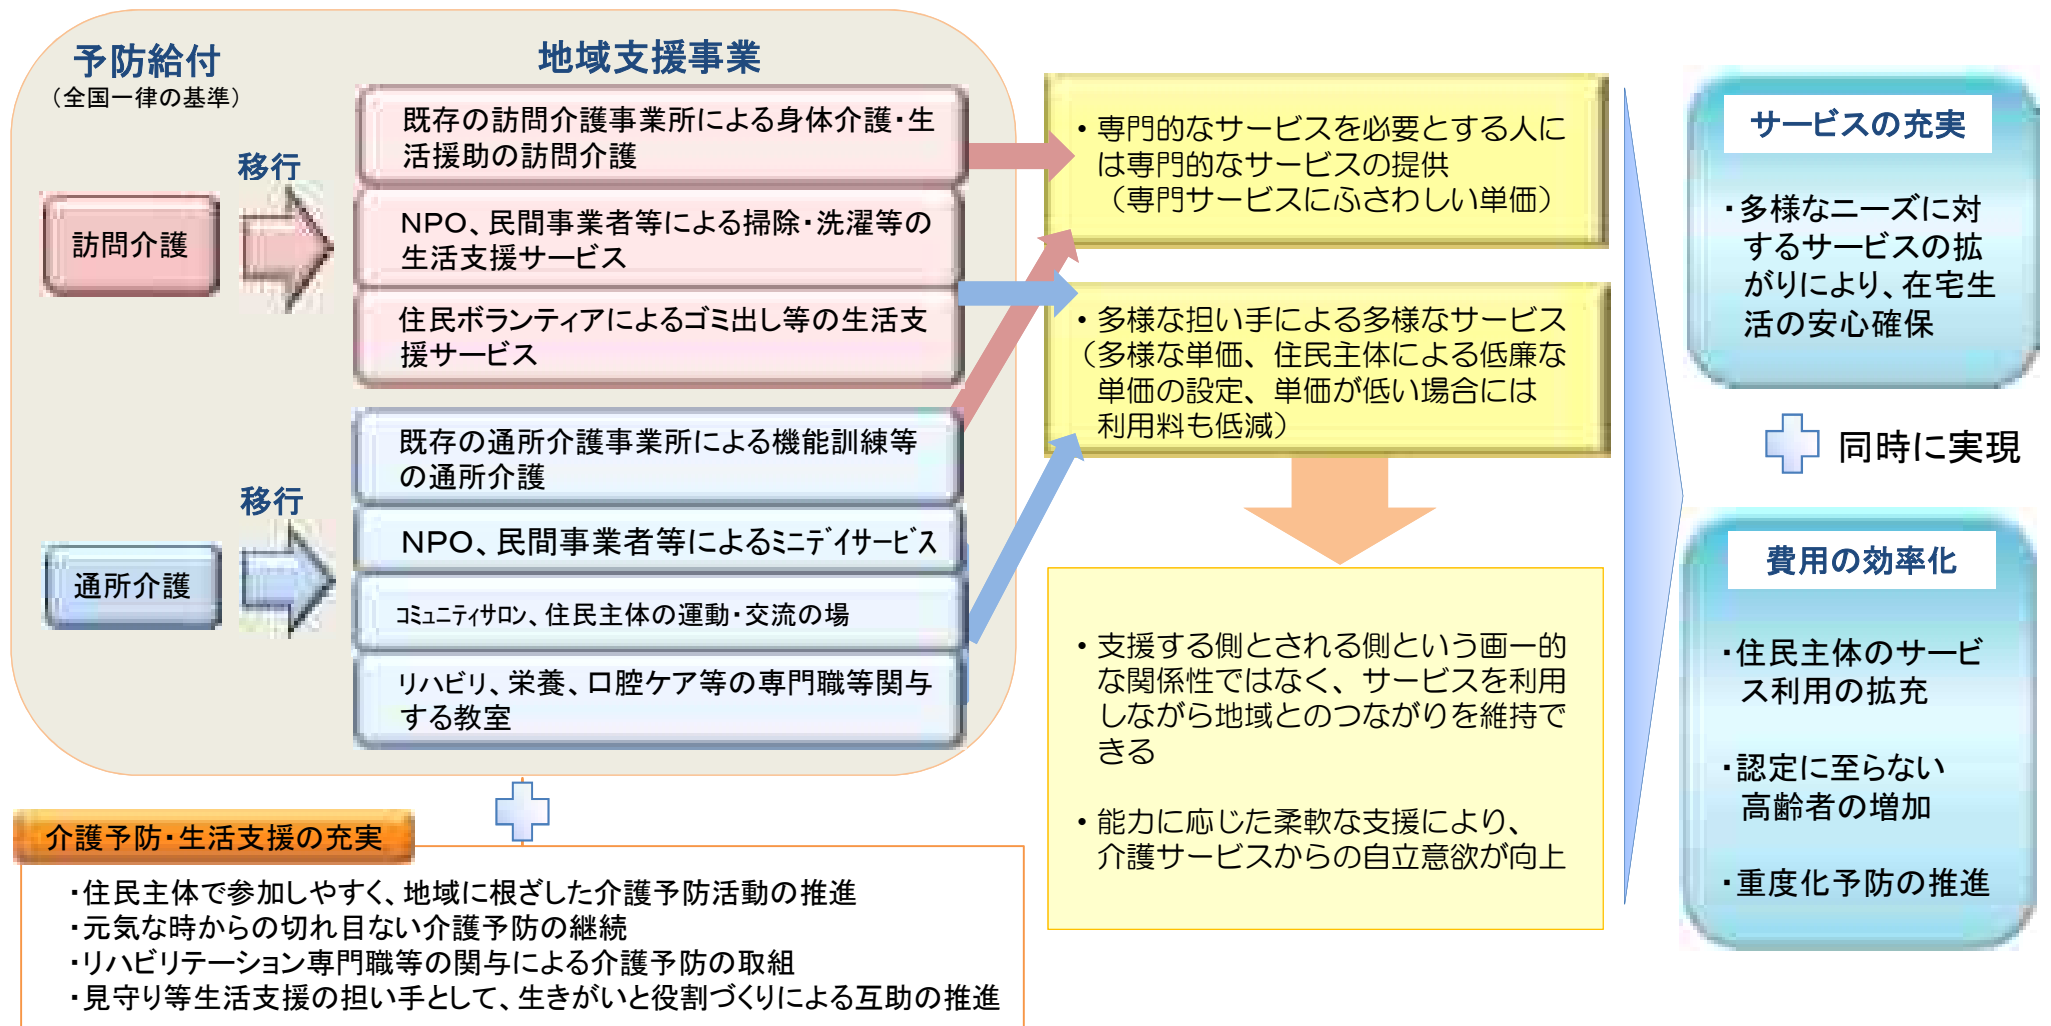 予防給付
(全国一律の基準)
地域支援事業
移行
訪問介護
既存の訪問介護事業所による身体介護・生
活援助の訪問介護
NPO、民間事業者等による掃除・洗濯等の
生活支援サービス
住民ボランティアによるゴミ出し等の生活支
援サービス
移行
通所介護
既存の通所介護事業所による機能訓練等
の通所介護
NPO、民間事業者等によるミニデイサービス
コミュニティサロン、住民主体の運動・交流の場
リハビリ、栄養、口腔ケア等の専門職等関与
する教室
・専門的なサービスを必要とする人に
は専門的なサービスの提供
(専門サービスにふさわしい単価)
・多様な担い手による多様なサービス
(多様な単価、住民主体による低廉な
単価の設定、単価が低い場合には
利用料も低減)
・支援する側とされる側という画一的
な関係性ではなく、サービスを利用
しながら地域とのつながりを維持で
きる
・能力に応じた柔軟な支援により、
介護サービスからの自立意欲が向上
サービスの充実
・多様なニーズに対
するサービスの拡
がりにより、在宅生
活の安心確保
同時に実現
費用の効率化
・住民主体のサービ
ス利用の拡充
・認定に至らない
高齢者の増加
・重度化予防の推進
介護予防・生活支援の充実
・住民主体で参加しやすく、地域に根ざした介護予防活動の推進
・元気な時からの切れ目ない介護予防の継続
・リハビリテーション専門職等の関与による介護予防の取組
・見守り等生活支援の担い手として、生きがいと役割づくりによる互助の推進